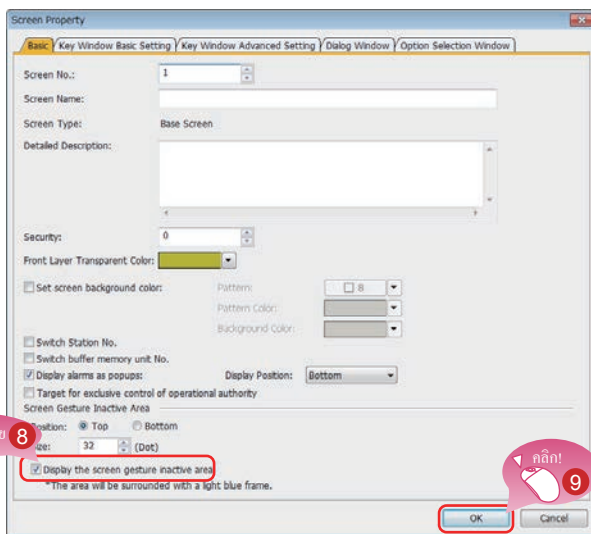 Screen Property
Basic Key Window Basic Setting Key Window Advanced Setting Dialog Window Option Selection Window
Screen No.: 1
Screen Name:
Screen Type: Base Screen
Detailed Description:
Security: 0
Front Layer Transparent Color:
Set screen background color: Pattern: 8
Pattern Color:
Background Color:
Switch Station No.
Switch buffer memory unit No.
Display alarms as popups: Display Position: Bottom
Target for exclusive control of operational authority
Screen Gesture Inactive Area
Position: Top Bottom
8
32 (Dot)
Display the screen gesture inactive area
*The area will be surrounded with a light blue frame.
คลิก!
9
OK Cancel